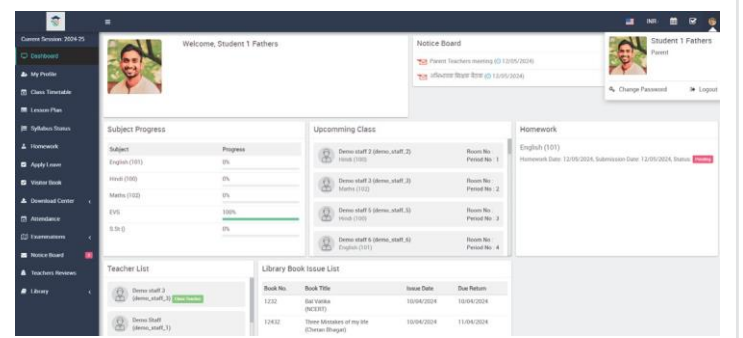 Current Session: 2024-25
INR
Dashboard
My Profile
Class Timetable
Lesson Plan
Syllabus Status
Homework
Apply Leave
Visitor Book
Download Center
Attendance
Examinations
Notice Board
Teachers Reviews
Library
Welcome, Student 1 Fathers
Notice Board
Parent Teachers meeting (12/05/2024)
अभिभावक शिक्षक बैठक (12/05/2024)
Student 1 Fathers
Parent
Change Password
Logout
Subject Progress
Subject Progress
English (101) 0%
Hindi (100) 0%
Maths (102) 0%
EVS 100%
S.St () 0%
Upcomming Class
Demo staff 2 (demo_staff_2) Room No :
Hindi (100) Period No : 1
Demo staff 3 (demo_staff_3) Room No :
Maths (102) Period No : 2
Demo staff 5 (demo_staff_5) Room No :
Hindi (100) Period No : 3
Demo staff 6 (demo_staff_6) Room No :
English (101) Period No : 4
Homework
English (101)
Homework Date: 12/05/2024, Submission Date: 12/05/2024, Status: Pending
Teacher List
Demo staff 3
(demo_staff_3) Class Teacher
Demo Staff
(demo_staff_1)
Library Book Issue List
Book No. Book Title Issue Date Due Return
1232 Bal Vatika 10/04/2024 10/04/2024
(NCERT)
12432 Three Mistakes of my life 10/04/2024 11/04/2024
(Chetan Bhagat)